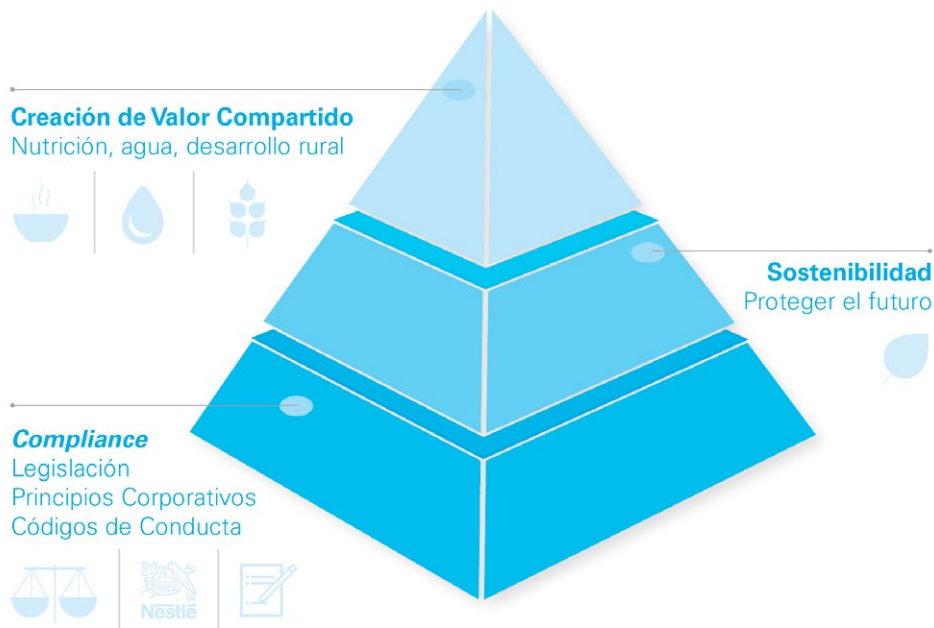 Creación de Valor Compartido
Nutrición, agua, desarrollo rural
Sostenibilidad
Proteger el futuro
Compliance
Legislación
Principios Corporativos
Códigos de Conducta
Nestlé